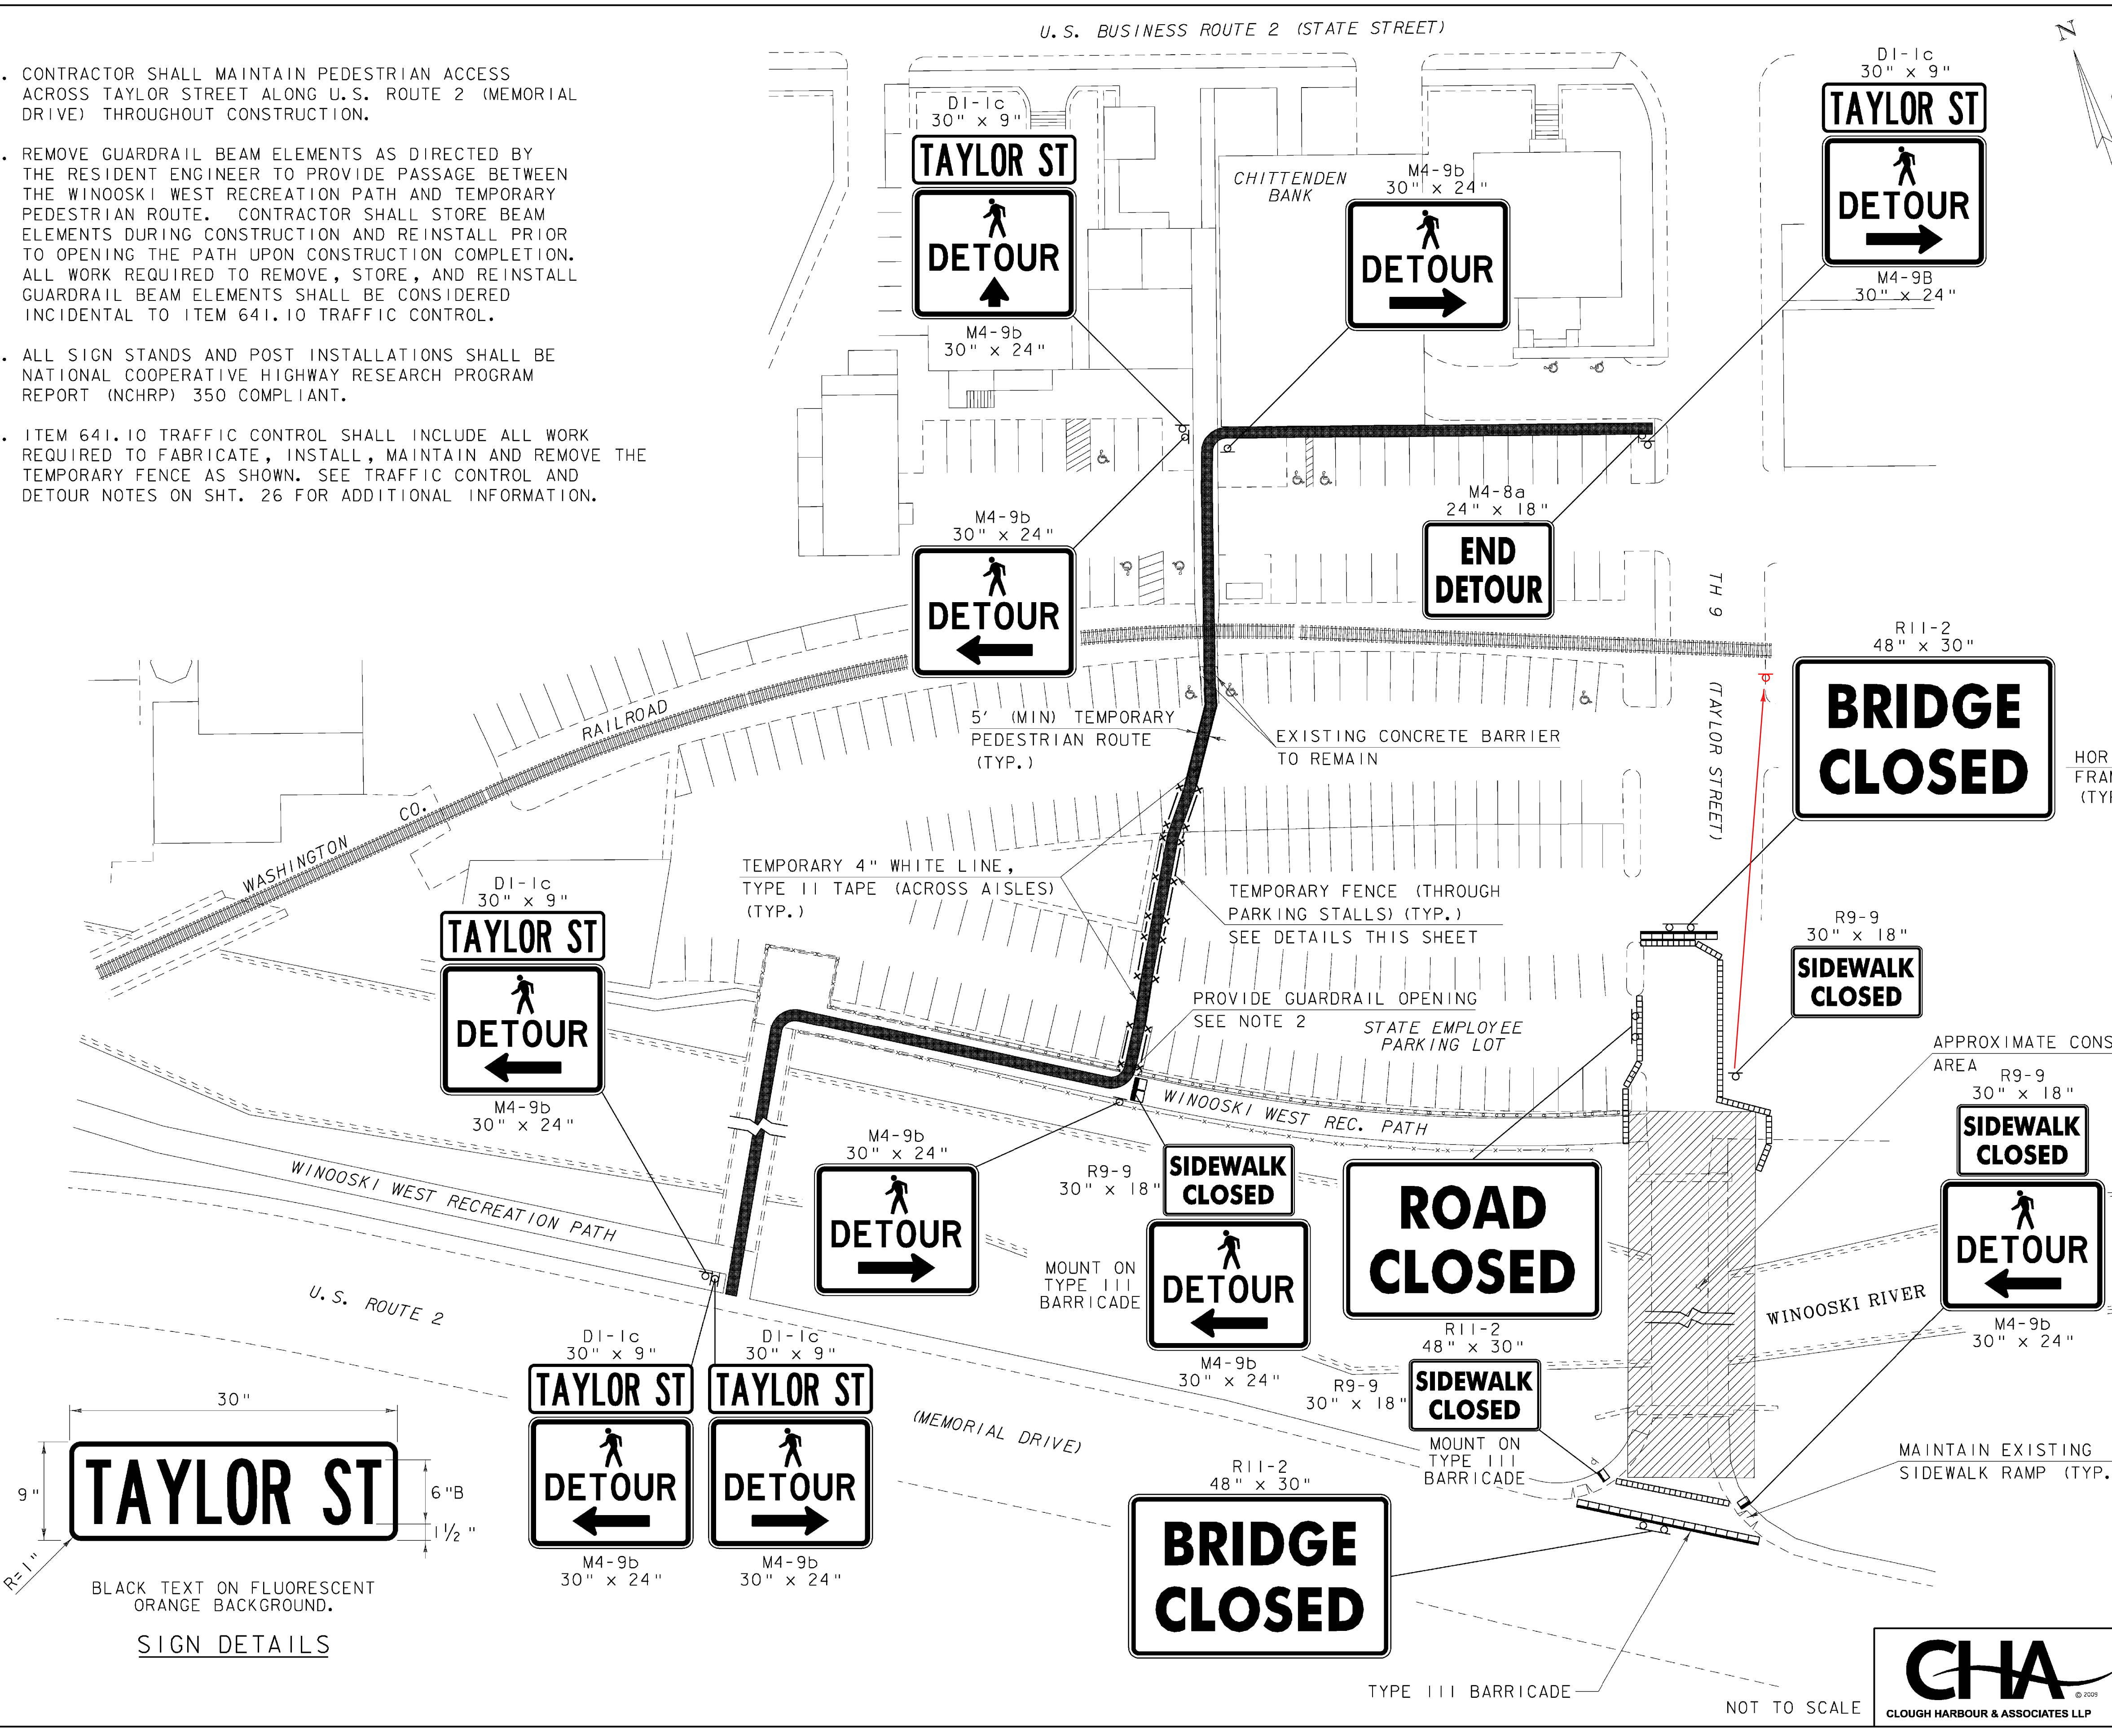 U.S. BUSINESS ROUTE 2 (STATE STREET)
N
. CONTRACTOR SHALL MAINTAIN PEDESTRIAN ACCESS
ACROSS TAYLOR STREET ALONG U.S. ROUTE 2 (MEMORIAL
DRIVE) THROUGHOUT CONSTRUCTION.
. REMOVE GUARDRAIL BEAM ELEMENTS AS DIRECTED BY
THE RESIDENT ENGINEER TO PROVIDE PASSAGE BETWEEN
THE WINOOSKI WEST RECREATION PATH AND TEMPORARY
PEDESTRIAN ROUTE. CONTRACTOR SHALL STORE BEAM
ELEMENTS DURING CONSTRUCTION AND REINSTALL PRIOR
TO OPENING THE PATH UPON CONSTRUCTION COMPLETION.
ALL WORK REQUIRED TO REMOVE, STORE, AND REINSTALL
GUARDRAIL BEAM ELEMENTS SHALL BE CONSIDERED
INCIDENTAL TO ITEM 641.10 TRAFFIC CONTROL.
. ALL SIGN STANDS AND POST INSTALLATIONS SHALL BE
NATIONAL COOPERATIVE HIGHWAY RESEARCH PROGRAM
REPORT (NCHRP) 350 COMPLIANT.
. ITEM 641.10 TRAFFIC CONTROL SHALL INCLUDE ALL WORK
REQUIRED TO FABRICATE, INSTALL, MAINTAIN AND REMOVE THE
TEMPORARY FENCE AS SHOWN. SEE TRAFFIC CONTROL AND
DETOUR NOTES ON SHT. 26 FOR ADDITIONAL INFORMATION.
D1-1c
30" x 9"
TAYLOR ST
DETOUR
M4-9b
30" x 24"
CHITTENDEN
BANK
M4-9b
30" x 24"
DETOUR
D1-1c
30" x 9"
TAYLOR ST
DETOUR
M4-9B
30" x 24"
M4-9b
30" x 24"
DETOUR
M4-8a
24" x 18"
END
DETOUR
TH 9 (TAYLOR STREET)
R11-2
48" x 30"
BRIDGE
CLOSED
HOR
FRA
(TY
RAILROAD
CO.
WASHINGTON
5' (MIN) TEMPORARY
PEDESTRIAN ROUTE
(TYP.)
EXISTING CONCRETE BARRIER
TO REMAIN
TEMPORARY 4" WHITE LINE,
TYPE II TAPE (ACROSS AISLES)
(TYP.)
TEMPORARY FENCE (THROUGH
PARKING STALLS) (TYP.)
SEE DETAILS THIS SHEET
PROVIDE GUARDRAIL OPENING
SEE NOTE 2
STATE EMPLOYEE
PARKING LOT
R9-9
30" x 18"
SIDEWALK
CLOSED
APPROXIMATE CONS
AREA
D1-1c
30" x 9"
TAYLOR ST
DETOUR
M4-9b
30" x 24"
WINOOSKI WEST REC. PATH
WINOOSKI WEST RECREATION PATH
M4-9b
30" x 24"
DETOUR
R9-9
30" x 18"
SIDEWALK
CLOSED
MOUNT ON
TYPE III
BARRICADE
DETOUR
M4-9b
30" x 24"
ROAD
CLOSED
R11-2
48" x 30"
R9-9
30" x 18"
SIDEWALK
CLOSED
DETOUR
M4-9b
30" x 24"
WINOOSKI RIVER
U.S. ROUTE 2
(MEMORIAL DRIVE)
R9-9
30" x 18"
SIDEWALK
CLOSED
MOUNT ON
TYPE III
BARRICADE
MAINTAIN EXISTING
SIDEWALK RAMP (TYP.
D1-1c
30" x 9"
TAYLOR ST
DETOUR
M4-9b
30" x 24"
D1-1c
30" x 9"
TAYLOR ST
DETOUR
M4-9b
30" x 24"
R11-2
48" x 30"
BRIDGE
CLOSED
30"
9"
TAYLOR ST
6"B
1 1/2"
R=1"
BLACK TEXT ON FLUORESCENT
ORANGE BACKGROUND.
SIGN DETAILS
TYPE III BARRICADE
NOT TO SCALE
CHA
© 2009
CLOUGH HARBOUR & ASSOCIATES LLP